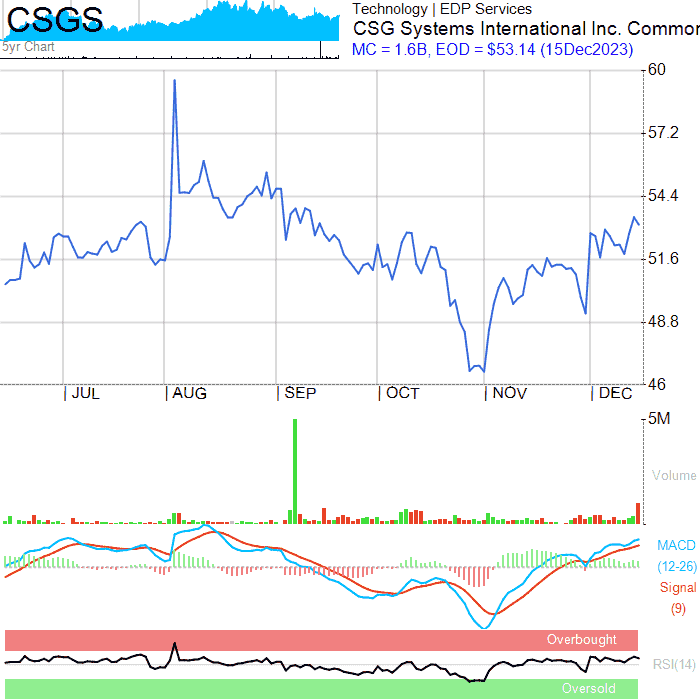 CSGS
5yr Chart
Technology | EDP Services
CSG Systems International Inc. Common
MC = 1.6B, EOD = $53.14 (15Dec2023)
60
57.2
54.4
51.6
48.8
46
JUL AUG SEP OCT NOV DEC
5M
Volume
MACD
(12-26)
Signal
(9)
Overbought
RSI(14)
Oversold